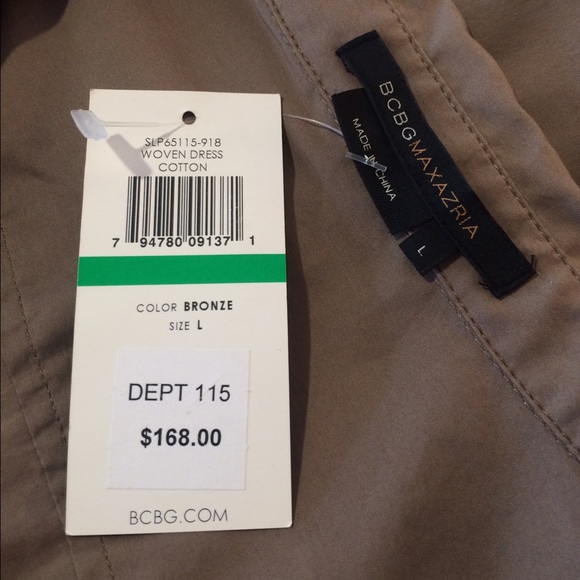 SLP65115-918
WOVEN DRESS
COTTON
7 94780 09137 1
COLOR BRONZE
SIZE L
DEPT 115
$168.00
BCBG.COM
BCBGMAXAZRIA
MADE IN CHINA
L